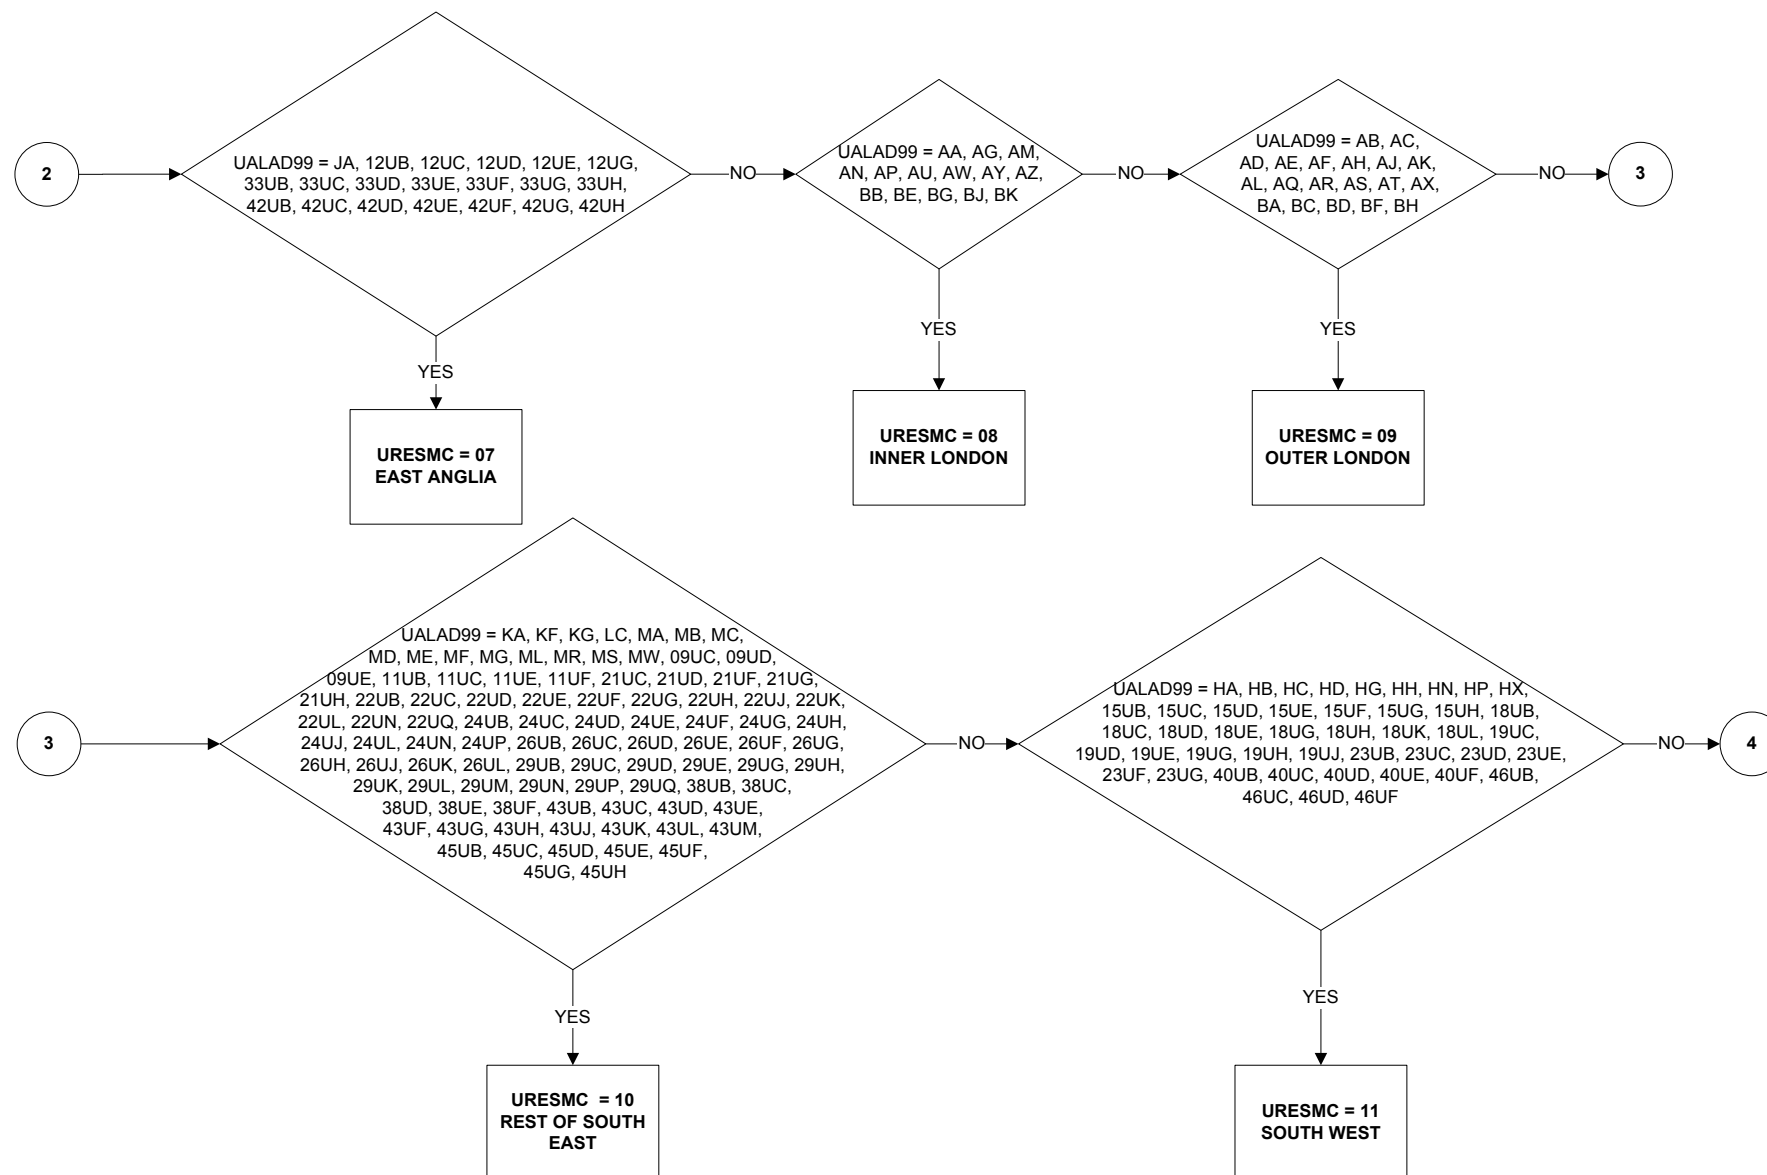 2
UALAD99 = JA, 12UB, 12UC, 12UD, 12UE, 12UG,
33UB, 33UC, 33UD, 33UE, 33UF, 33UG, 33UH,
42UB, 42UC, 42UD, 42UE, 42UF, 42UG, 42UH
NO
UALAD99 = AA, AG, AM,
AN, AP, AU, AW, AY, AZ,
BB, BE, BG, BJ, BK
NO
UALAD99 = AB, AC,
AD, AE, AF, AH, AJ, AK,
AL, AQ, AR, AS, AT, AX,
BA, BC, BD, BF, BH
NO
3
YES
YES
YES
URESMC = 07
EAST ANGLIA
URESMC = 08
INNER LONDON
URESMC = 09
OUTER LONDON
3
UALAD99 = KA, KF, KG, LC, MA, MB, MC,
MD, ME, MF, MG, ML, MR, MS, MW, 09UC, 09UD,
09UE, 11UB, 11UC, 11UE, 11UF, 21UC, 21UD, 21UF, 21UG,
21UH, 22UB, 22UC, 22UD, 22UE, 22UF, 22UG, 22UH, 22UJ, 22UK,
22UL, 22UN, 22UQ, 24UB, 24UC, 24UD, 24UE, 24UF, 24UG, 24UH,
24UJ, 24UL, 24UN, 24UP, 26UB, 26UC, 26UD, 26UE, 26UF, 26UG,
26UH, 26UJ, 26UK, 26UL, 29UB, 29UC, 29UD, 29UE, 29UG, 29UH,
29UK, 29UL, 29UM, 29UN, 29UP, 29UQ, 38UB, 38UC,
38UD, 38UE, 38UF, 43UB, 43UC, 43UD, 43UE,
43UF, 43UG, 43UH, 43UJ, 43UK, 43UL, 43UM,
45UB, 45UC, 45UD, 45UE, 45UF,
45UG, 45UH
NO
UALAD99 = HA, HB, HC, HD, HG, HH, HN, HP, HX,
15UB, 15UC, 15UD, 15UE, 15UF, 15UG, 15UH, 18UB,
18UC, 18UD, 18UE, 18UG, 18UH, 18UK, 18UL, 19UC,
19UD, 19UE, 19UG, 19UH, 19UJ, 23UB, 23UC, 23UD, 23UE,
23UF, 23UG, 40UB, 40UC, 40UD, 40UE, 40UF, 46UB,
46UC, 46UD, 46UF
NO
4
YES
YES
URESMC = 10
REST OF SOUTH
EAST
URESMC = 11
SOUTH WEST